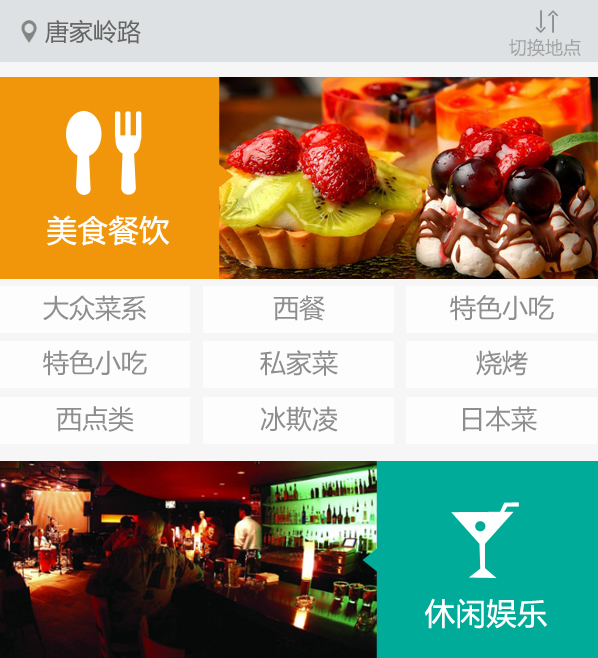 唐家岭路
切换地点
美食餐饮
大众菜系 西餐 特色小吃
特色小吃 私家菜 烧烤
西点类 冰欺凌 日本菜
休闲娱乐